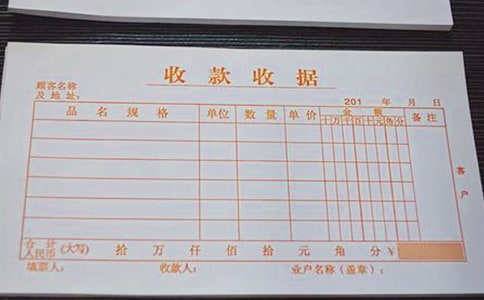 收款收据
顾客名称
及地址：
201 年 月 日
品名规格 单位 数量 单价 金额 备注
十万千百十元角分
客户
合计
人民币 (大写) 拾 万 仟 佰 拾 元 角 分 ¥
填票人： 收款人： 业户名称（盖章）：